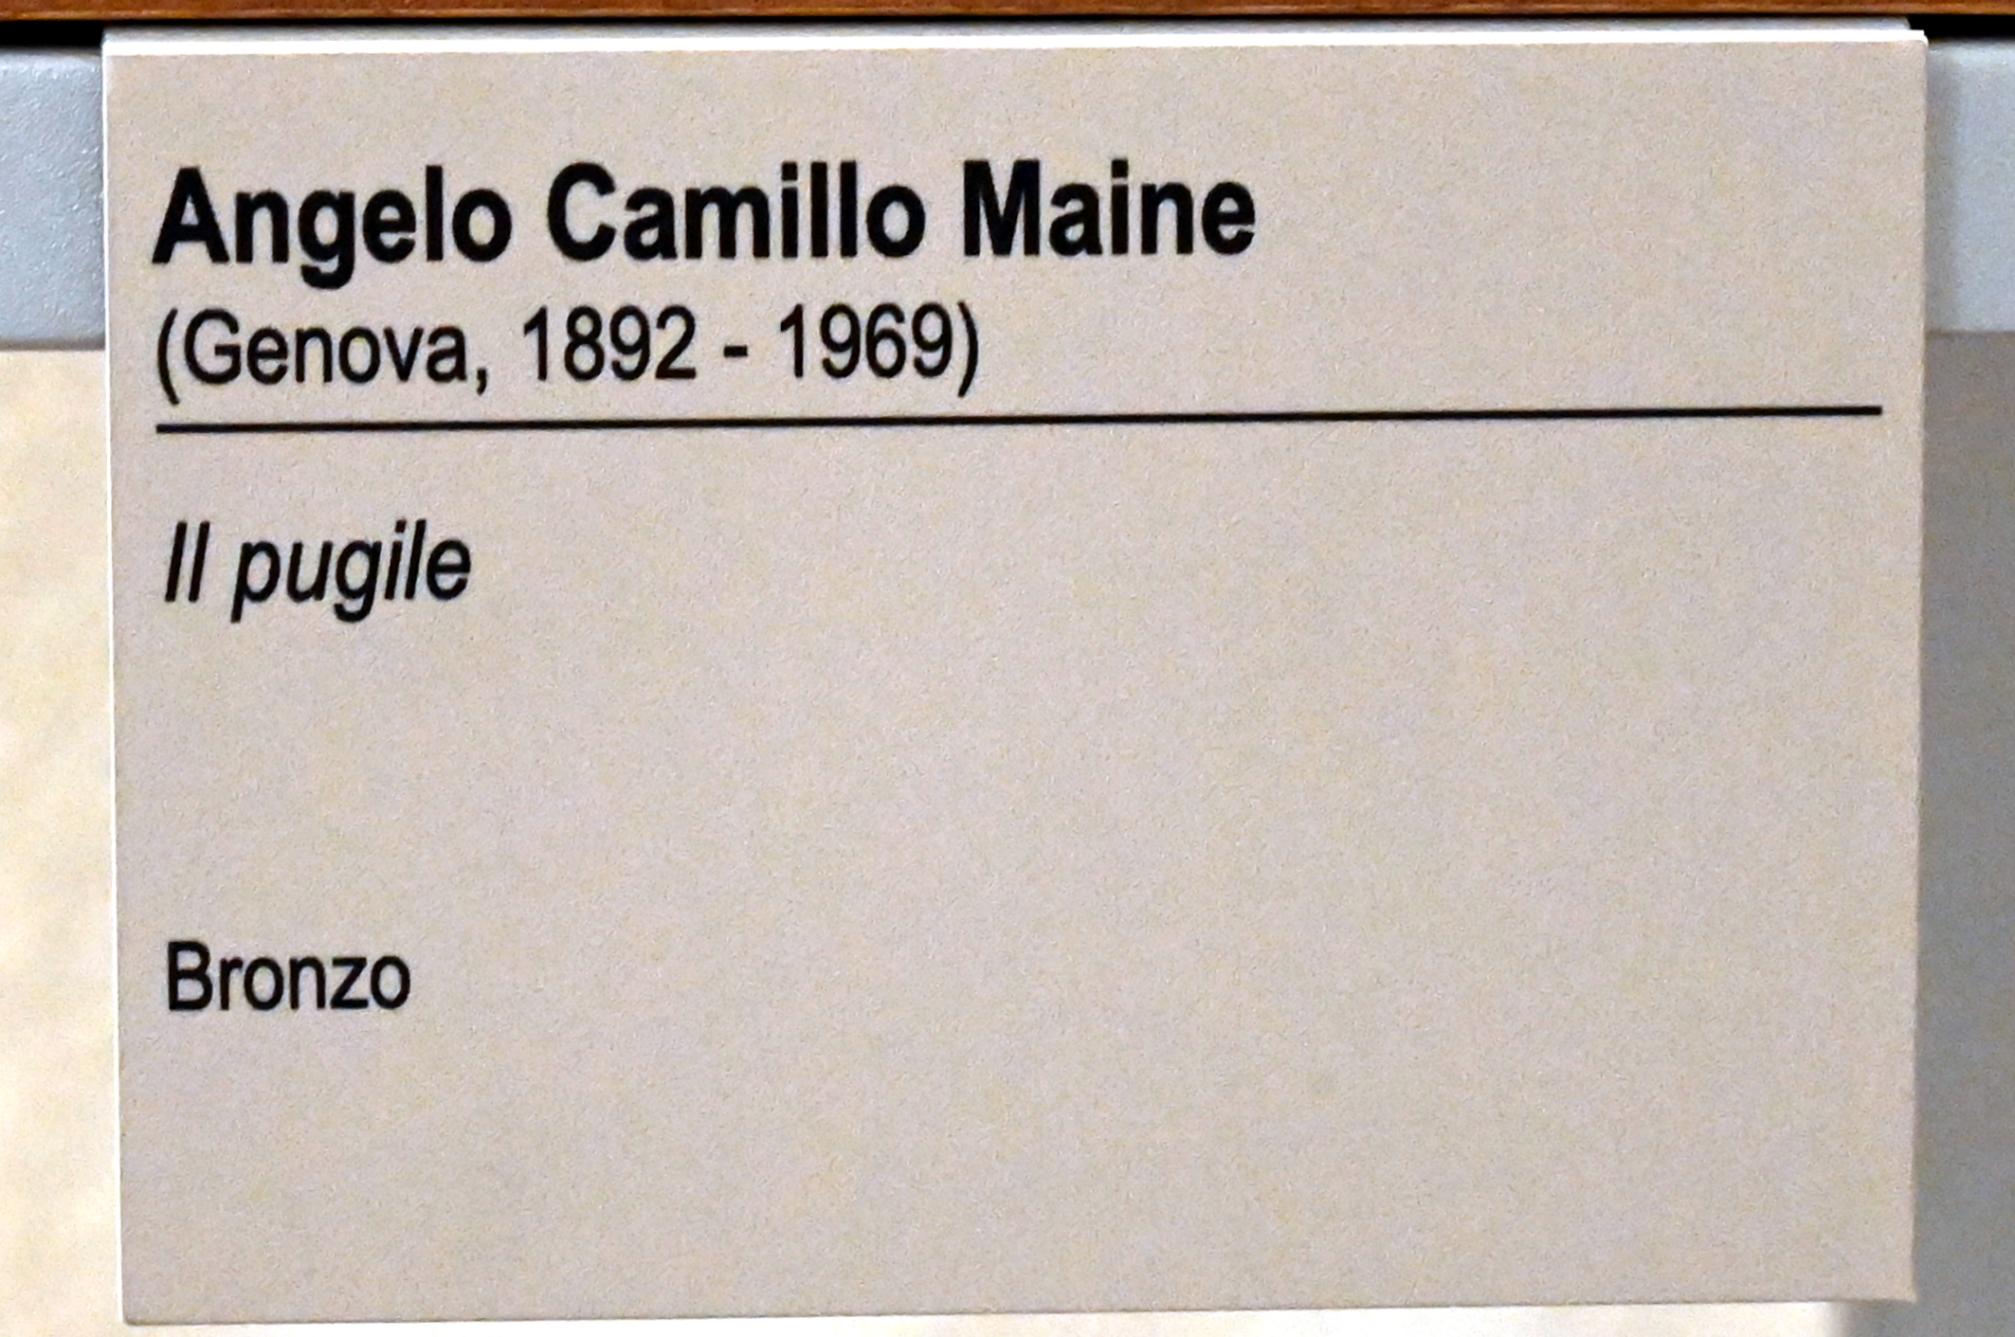 Angelo Camillo Maine
(Genova, 1892 - 1969)
Il pugile
Bronzo